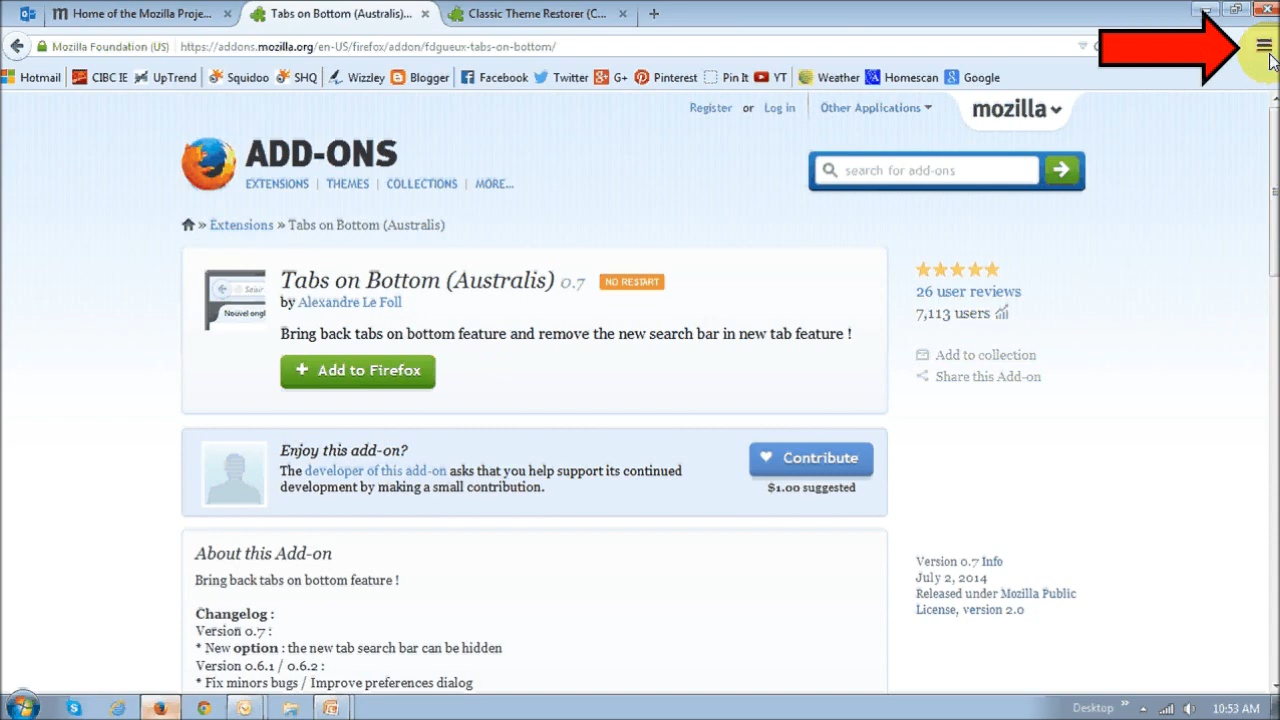 Home of the Mozilla Proje...
Tabs on Bottom (Australis)...
Classic Theme Restorer (C...
Mozilla Foundation (US)
https://addons.mozilla.org/en-US/firefox/addon/fdgueux-tabs-on-bottom/
Hotmail CIBC IE UpTrend Squidoo SHQ Wizzley Blogger Facebook Twitter G+ Pinterest Pin It YT Weather Homescan Google
Register or Log in Other Applications mozilla
ADD-ONS
search for add-ons
EXTENSIONS | THEMES | COLLECTIONS | MORE...
» Extensions » Tabs on Bottom (Australis)
Tabs on Bottom (Australis) 0.7 NO RESTART
by Alexandre Le Foll
Bring back tabs on bottom feature and remove the new search bar in new tab feature !
+ Add to Firefox
26 user reviews
7,113 users
Add to collection
Share this Add-on
Enjoy this add-on?
The developer of this add-on asks that you help support its continued
development by making a small contribution.
Contribute
$1.00 suggested
About this Add-on
Bring back tabs on bottom feature !
Changelog :
Version 0.7 :
* New option : the new tab search bar can be hidden
Version 0.6.1 / 0.6.2 :
* Fix minors bugs / Improve preferences dialog
Version 0.7 Info
July 2, 2014
Released under Mozilla Public
License, version 2.0
Desktop »
10:53 AM